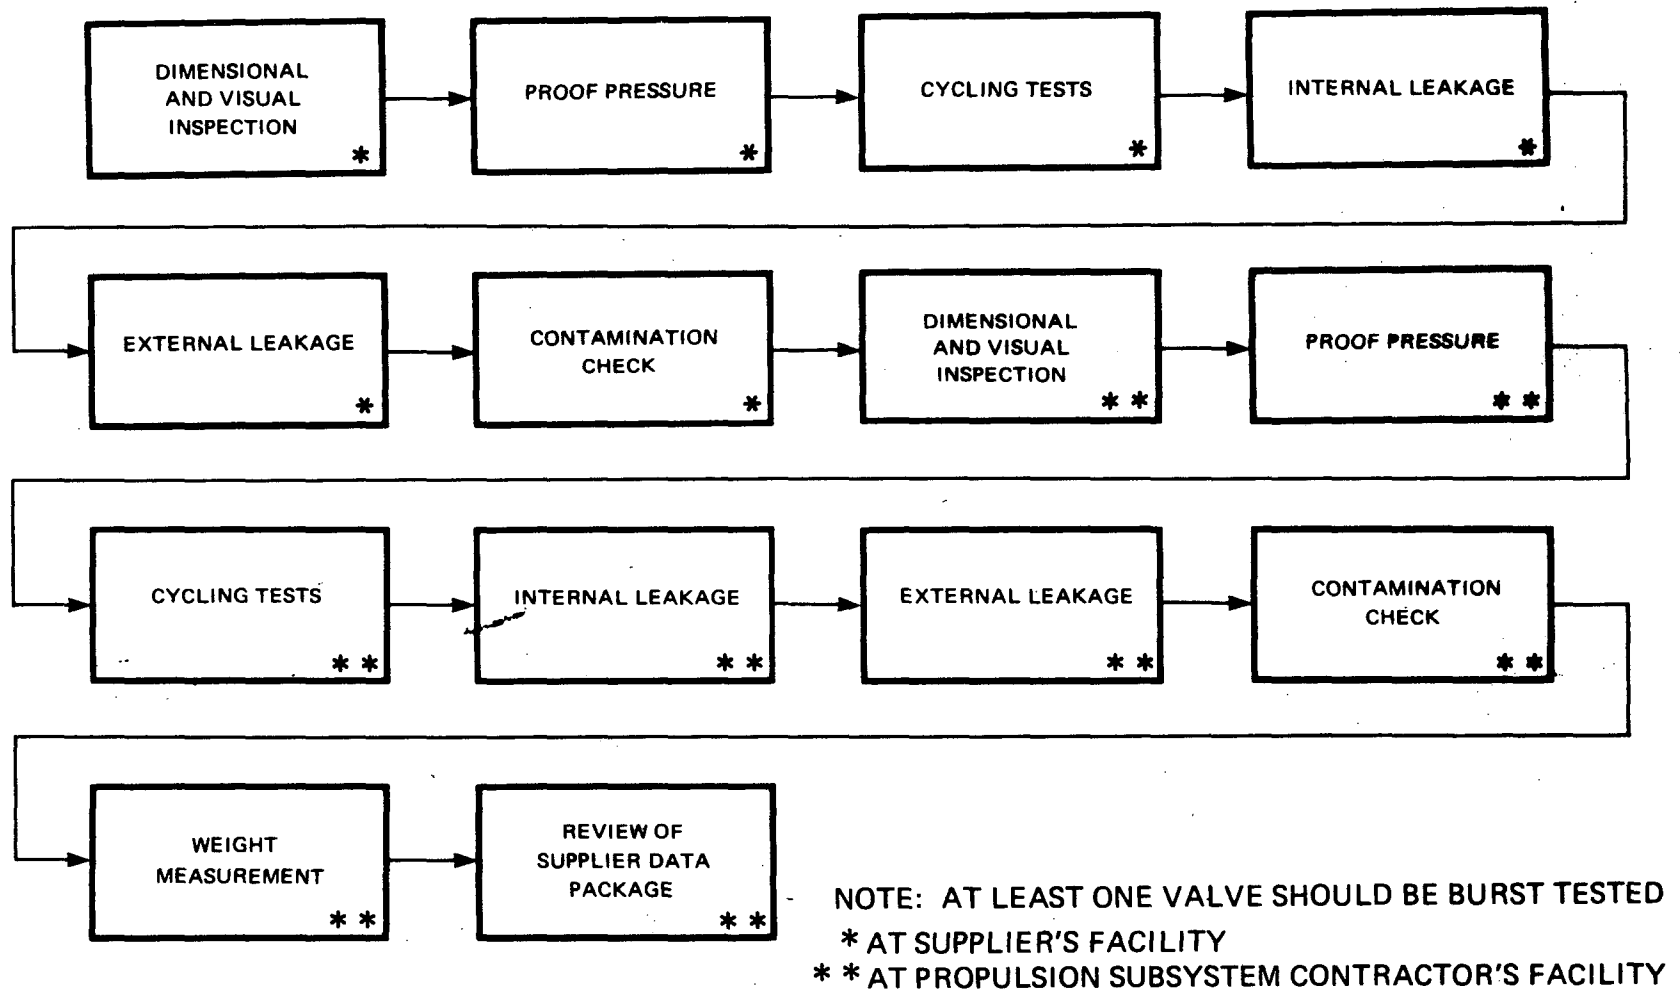 DIMENSIONAL
AND VISUAL
INSPECTION
*
PROOF PRESSURE
*
CYCLING TESTS
*
INTERNAL LEAKAGE
*
EXTERNAL LEAKAGE
*
CONTAMINATION
CHECK
*
DIMENSIONAL
AND VISUAL
INSPECTION
* *
PROOF PRESSURE
* *
CYCLING TESTS
* *
INTERNAL LEAKAGE
* *
EXTERNAL LEAKAGE
* *
CONTAMINATION
CHECK
* *
WEIGHT
MEASUREMENT
* *
REVIEW OF
SUPPLIER DATA
PACKAGE
* *
NOTE: AT LEAST ONE VALVE SHOULD BE BURST TESTED
* AT SUPPLIER'S FACILITY
* * AT PROPULSION SUBSYSTEM CONTRACTOR'S FACILITY